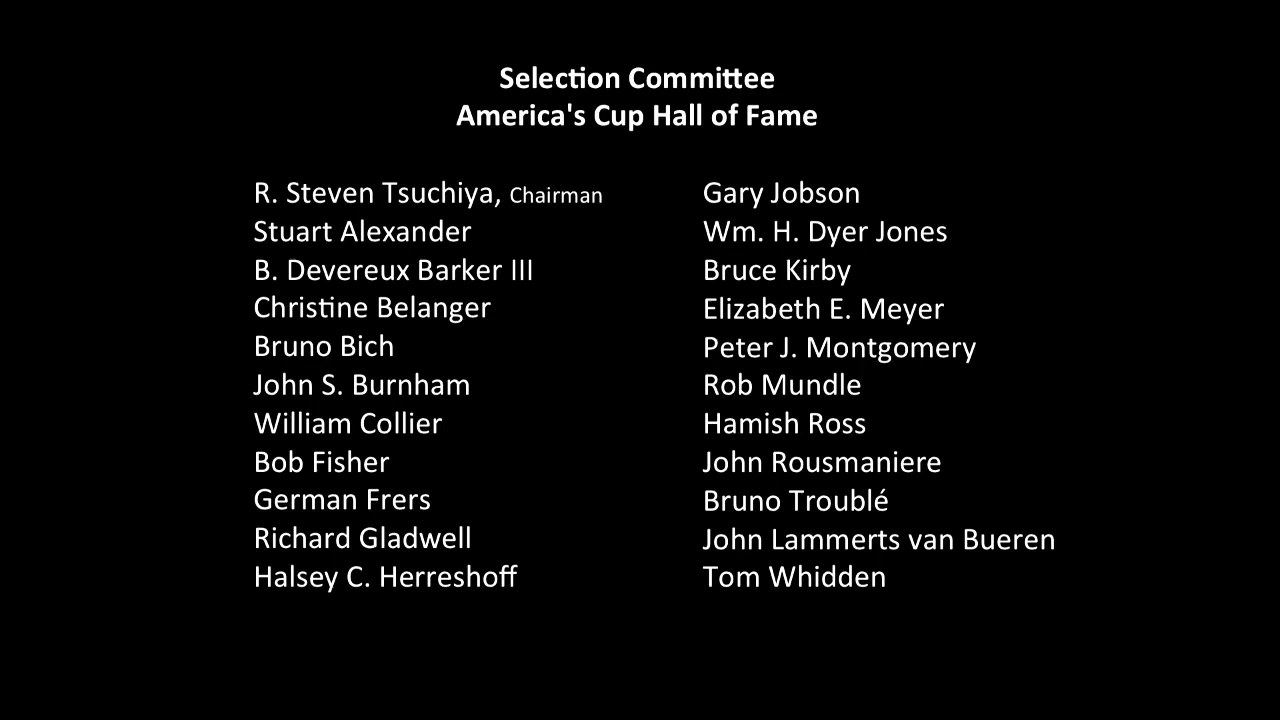 Selection Committee
America's Cup Hall of Fame
R. Steven Tsuchiya, Chairman
Stuart Alexander
B. Devereux Barker III
Christine Belanger
Bruno Bich
John S. Burnham
William Collier
Bob Fisher
German Frers
Richard Gladwell
Halsey C. Herreshoff
Gary Jobson
Wm. H. Dyer Jones
Bruce Kirby
Elizabeth E. Meyer
Peter J. Montgomery
Rob Mundle
Hamish Ross
John Rousmaniere
Bruno Troublé
John Lammerts van Bueren
Tom Whidden